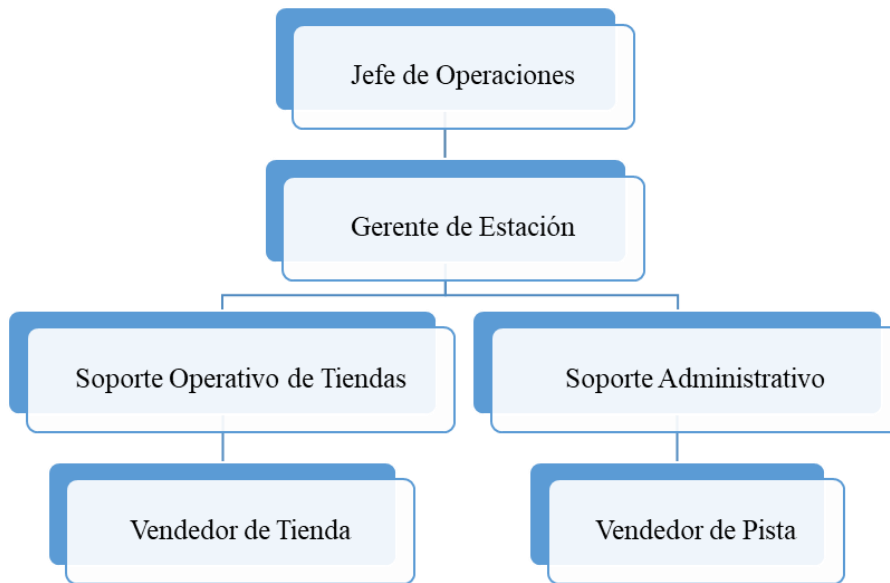 Jefe de Operaciones
Gerente de Estación
Soporte Operativo de Tiendas
Soporte Administrativo
Vendedor de Tienda
Vendedor de Pista